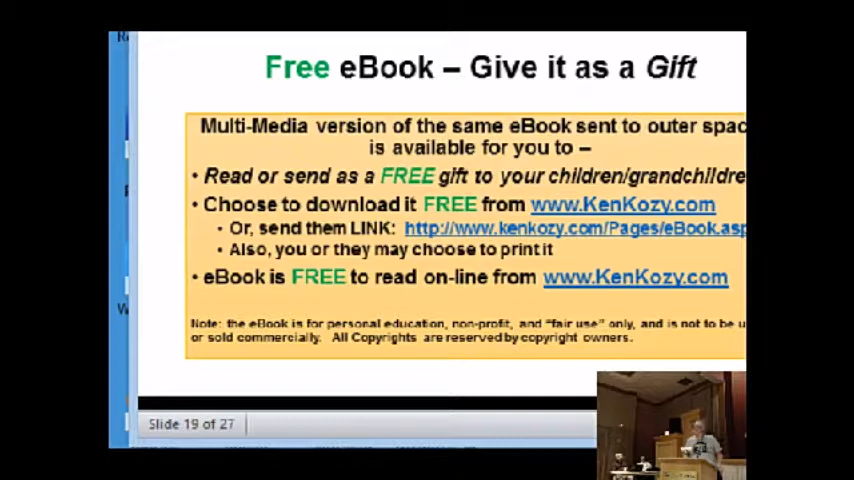 Free eBook – Give it as a Gift
Multi-Media version of the same eBook sent to outer spac
is available for you to –
• Read or send as a FREE gift to your children/grandchildre
• Choose to download it FREE from www.KenKozy.com
• Or, send them LINK: http://www.kenkozy.com/Pages/eBook.asp
• Also, you or they may choose to print it
• eBook is FREE to read on-line from www.KenKozy.com
Note: the eBook is for personal education, non-profit, and "fair use" only, and is not to be u
or sold commercially. All Copyrights are reserved by copyright owners.
Slide 19 of 27